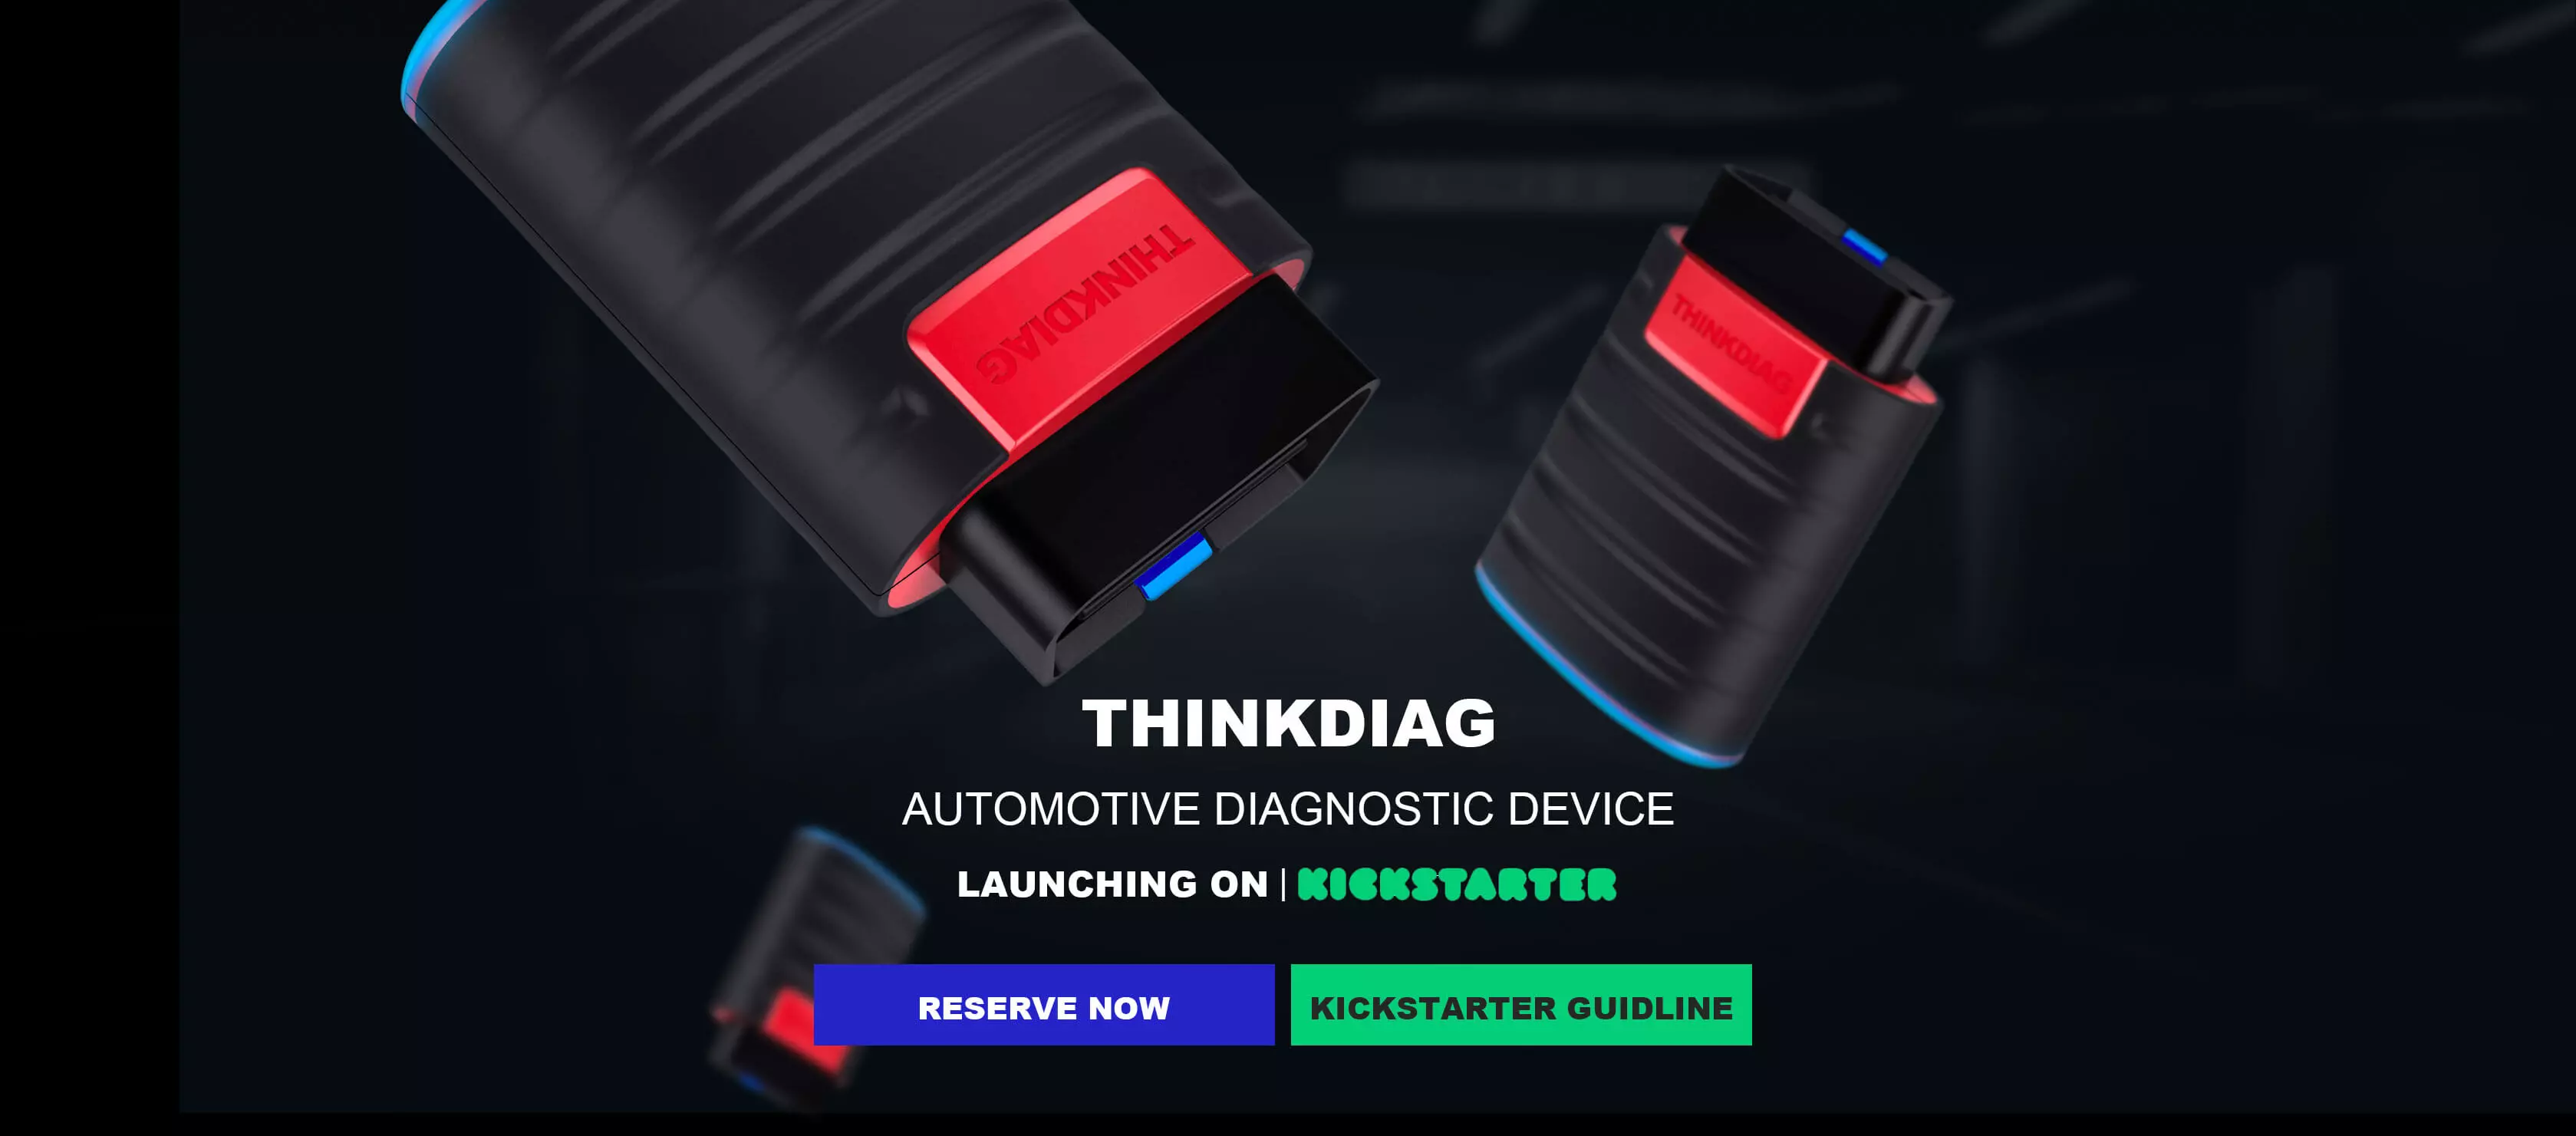 THINKDIAG
THINKDIAG
THINKDIAG
AUTOMOTIVE DIAGNOSTIC DEVICE
LAUNCHING ON | KICKSTARTER
RESERVE NOW
KICKSTARTER GUIDLINE